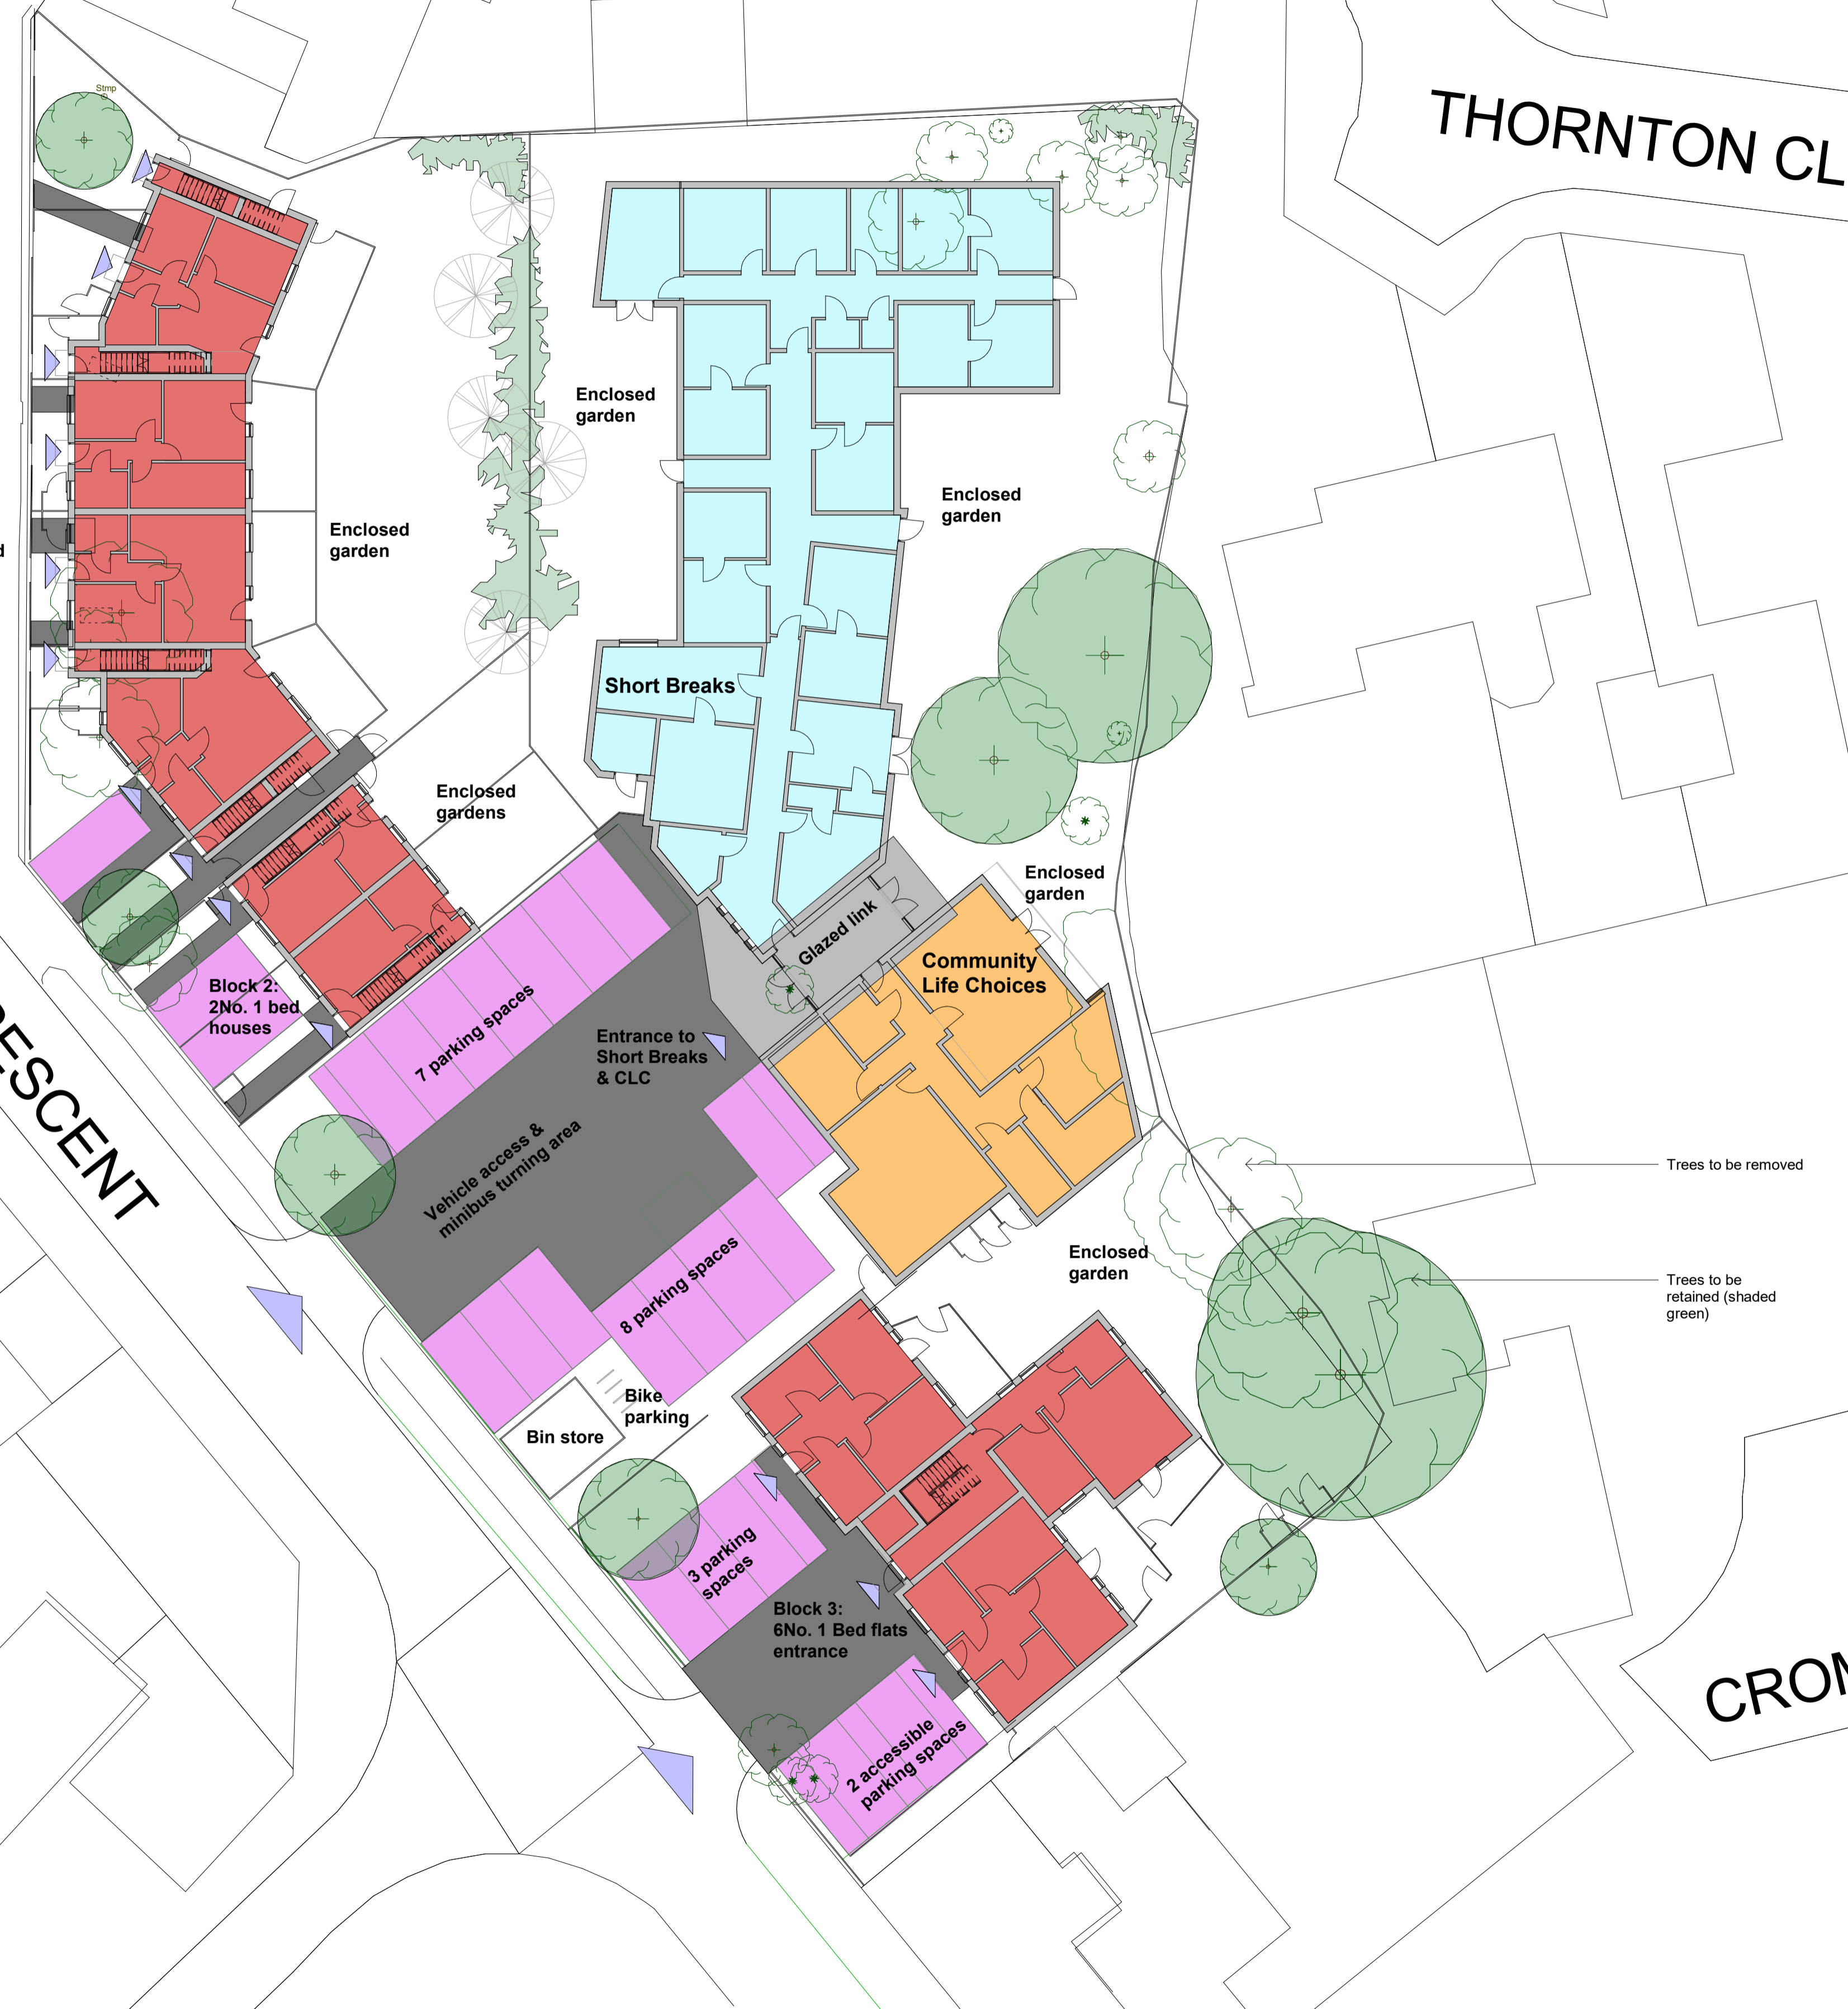 Stmp
THORNTON CL
Enclosed
garden
Enclosed
garden
Enclosed
garden
d
Short Breaks
Enclosed
gardens
Enclosed
garden
Glazed link
Community
Life Choices
Block 2:
2No. 1 bed
houses
7 parking spaces
Entrance to
Short Breaks
& CLC
ESCENT
Vehicle access &
minibus turning area
Trees to be removed
8 parking spaces
Enclosed
garden
Trees to be
retained (shaded
green)
Bike
parking
Bin store
3 parking
spaces
Block 3:
6No. 1 Bed flats
entrance
2 accessible
parking spaces
CROM